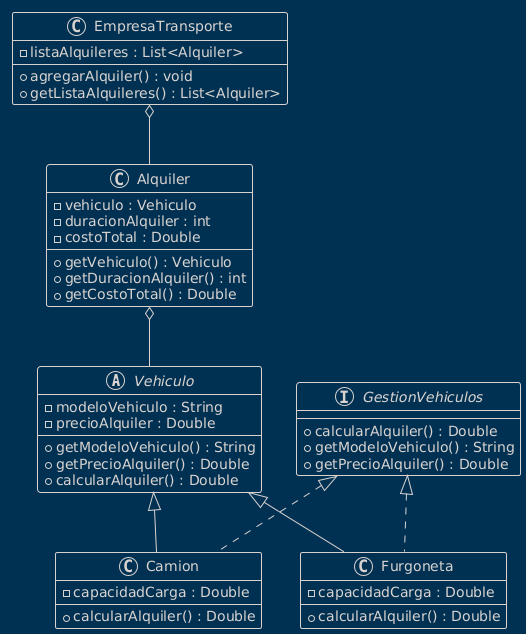 C EmpresaTransporte
listaAlquileres : List<Alquiler>
agregarAlquiler() : void
getListaAlquileres() : List<Alquiler>
C Alquiler
vehiculo : Vehiculo
duracionAlquiler : int
costoTotal : Double
getVehiculo() : Vehiculo
getDuracionAlquiler() : int
getCostoTotal() : Double
A Vehiculo
modeloVehiculo : String
precioAlquiler : Double
getModeloVehiculo() : String
getPrecioAlquiler() : Double
calcularAlquiler() : Double
I GestionVehiculos
calcularAlquiler() : Double
getModeloVehiculo() : String
getPrecioAlquiler() : Double
C Camion
capacidadCarga : Double
calcularAlquiler() : Double
C Furgoneta
capacidadCarga : Double
calcularAlquiler() : Double